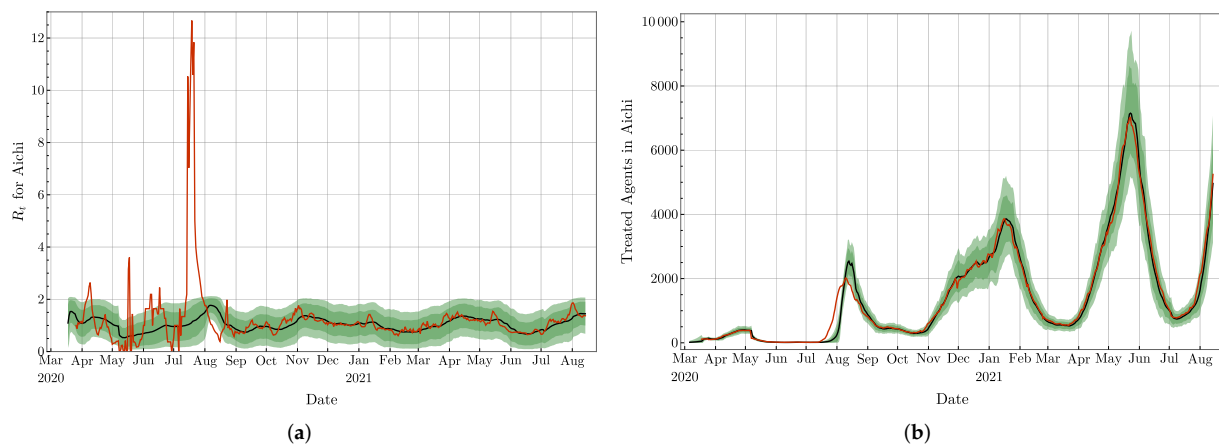 12
10
8
6
4
2
0
R_t for Aichi
Mar Apr May Jun Jul Aug Sep Oct Nov Dec Jan Feb Mar Apr May Jun Jul Aug
2020 2021
Date
(a)
10 000
8000
6000
4000
2000
0
Treated Agents in Aichi
Mar Apr May Jun Jul Aug Sep Oct Nov Dec Jan Feb Mar Apr May Jun Jul Aug
2020 2021
Date
(b)